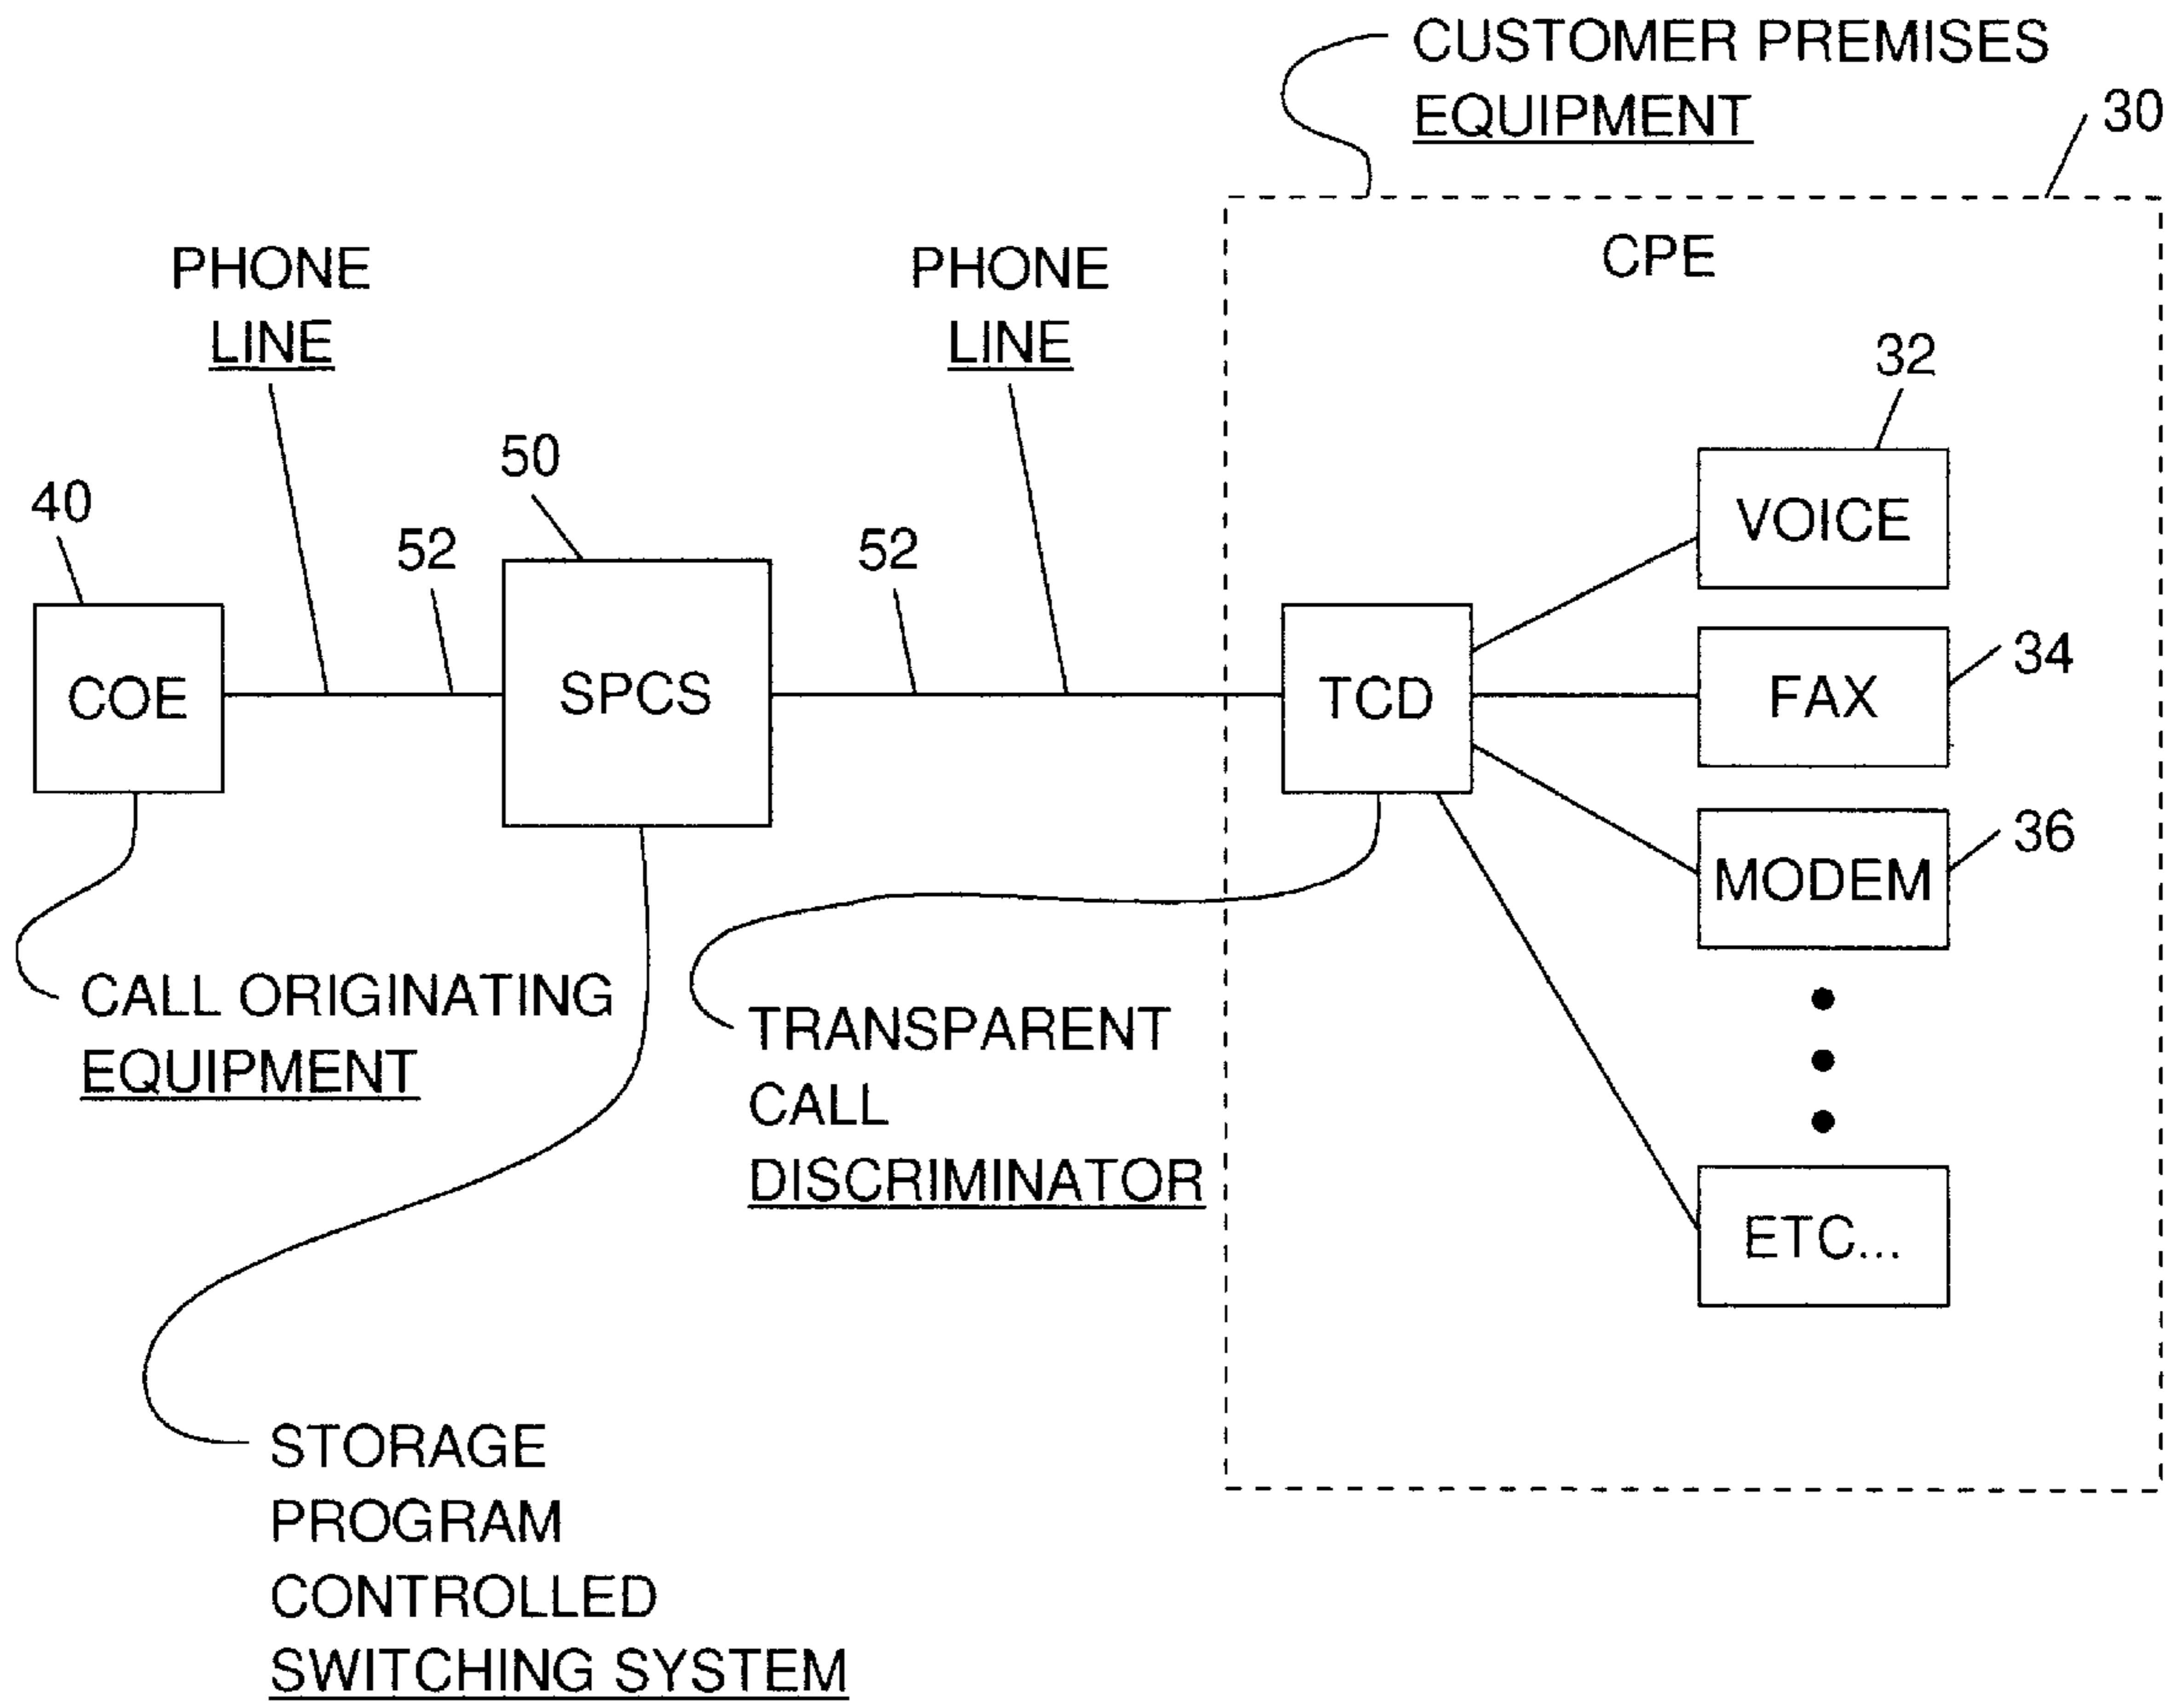 CUSTOMER PREMISES
EQUIPMENT
30
CPE
PHONE
LINE
PHONE
LINE
32
VOICE
50
40
52
52
34
COE
SPCS
TCD
FAX
36
MODEM
CALL ORIGINATING
EQUIPMENT
TRANSPARENT
CALL
DISCRIMINATOR
ETC...
STORAGE
PROGRAM
CONTROLLED
SWITCHING SYSTEM